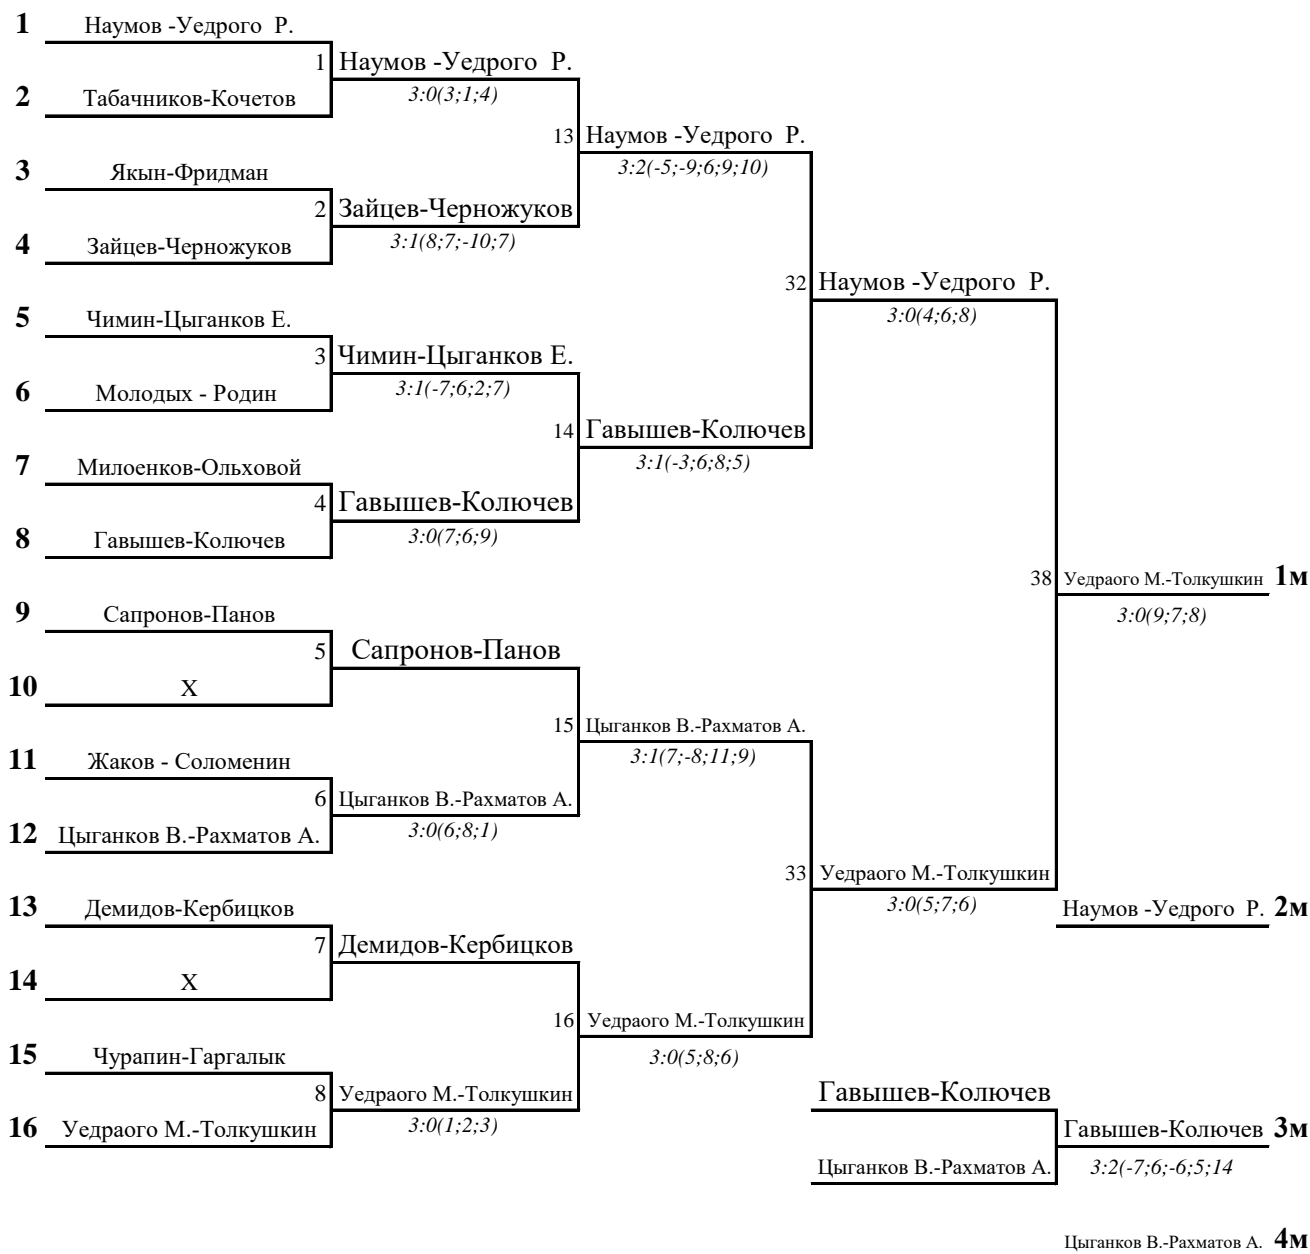 1 Наумов -Уедрого Р.
1 Наумов -Уедрого Р.
2 Табачников-Кочетов
3:0(3;1;4)
13 Наумов -Уедрого Р.
3:2(-5;-9;6;9;10)
3 Якын-Фридман
2 Зайцев-Черножуков
4 Зайцев-Черножуков
3:1(8;7;-10;7)
32 Наумов -Уедрого Р.
3:0(4;6;8)
5 Чимин-Цыганков Е.
3 Чимин-Цыганков Е.
6 Молодых - Родин
3:1(-7;6;2;7)
14 Гавышев-Колючев
3:1(-3;6;8;5)
7 Милоенков-Ольховой
4 Гавышев-Колючев
8 Гавышев-Колючев
3:0(7;6;9)
38 Уедраого М.-Толкушкин 1м
3:0(9;7;8)
9 Сапронов-Панов
5 Сапронов-Панов
10 Х
15 Цыганков В.-Рахматов А.
3:1(7;-8;11;9)
11 Жаков - Соломенин
6 Цыганков В.-Рахматов А.
12 Цыганков В.-Рахматов А.
3:0(6;8;1)
33 Уедраого М.-Толкушкин
3:0(5;7;6)
13 Демидов-Кербицков
Наумов -Уедрого Р. 2м
7 Демидов-Кербицков
14 Х
16 Уедраого М.-Толкушкин
3:0(5;8;6)
15 Чурапин-Гаргалык
8 Уедраого М.-Толкушкин
16 Уедраого М.-Толкушкин
3:0(1;2;3)
Гавышев-Колючев
Гавышев-Колючев 3м
Цыганков В.-Рахматов А.
3:2(-7;6;-6;5;14
Цыганков В.-Рахматов А. 4м